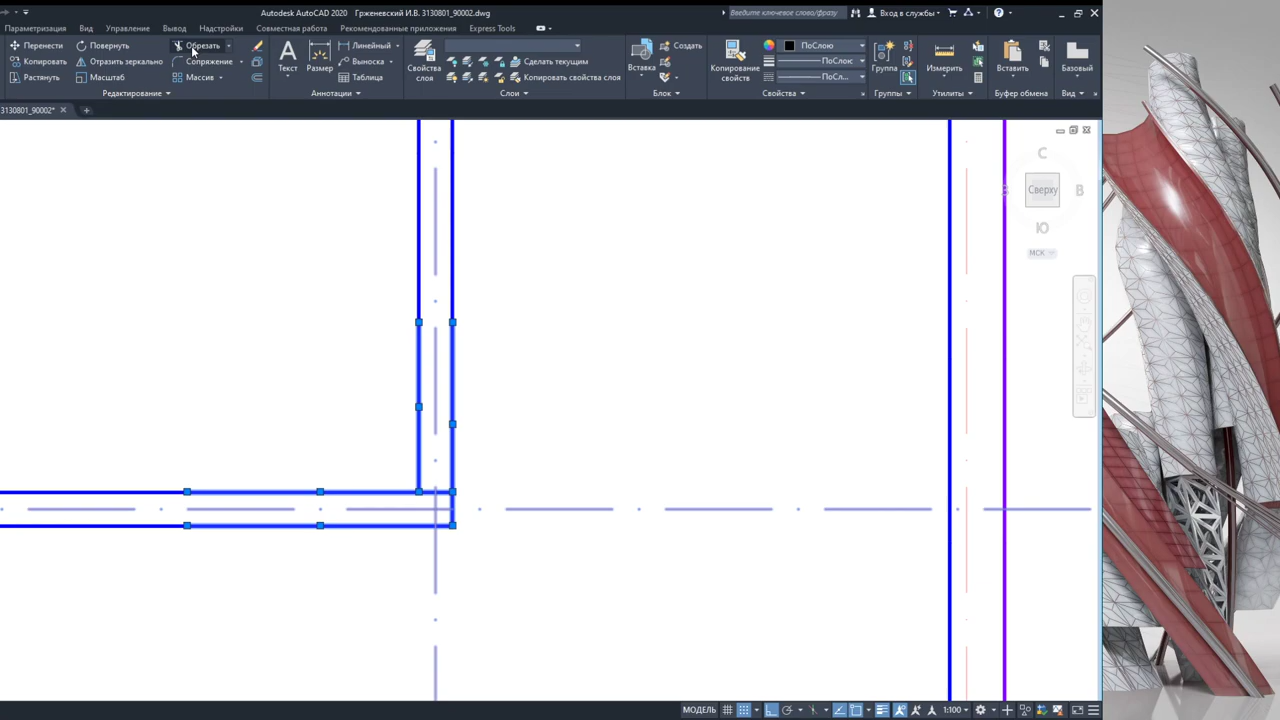 Autodesk AutoCAD 2020 Грженевский И.В. 3130801_90002.dwg
Введите ключевое слово/фразу
Вход в службы
Параметризация Вид Управление Вывод Надстройки Совместная работа Рекомендованные приложения Express Tools
Перенести Повернуть Обрезать
Копировать Отразить зеркально Сопряжение
Растянуть Масштаб Массив
Редактирование
Текст
Размер
Линейный
Выноска
Таблица
Аннотации
Свойства слоя
Сделать текущим
Копировать свойства слоя
Слои
Вставка
Создать
Блок
Копирование свойств
ПоСлою
ПоСлою
ПоСл...
Свойства
Группа
Группы
Измерить
Утилиты
Вставить
Буфер обмена
Базовый
Вид
3130801_90002*
С
Сверху
В
Ю
МСК
МОДЕЛЬ
1:100